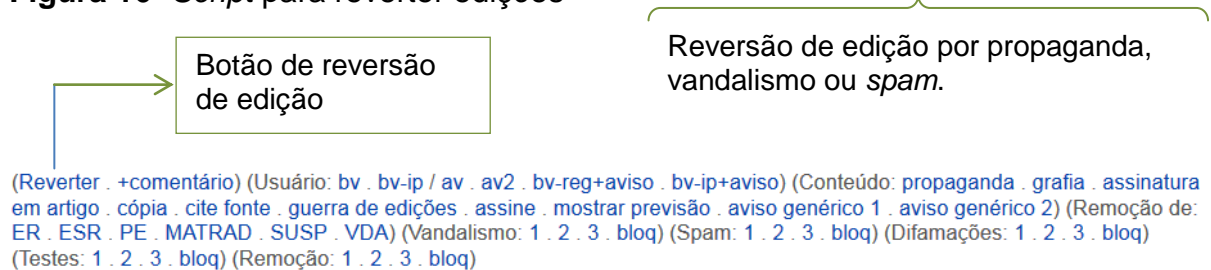 Figura 10- Script para reverter edições
Botão de reversão
de edição
Reversão de edição por propaganda,
vandalismo ou spam.
(Reverter . +comentário) (Usuário: bv . bv-ip / av . av2 . bv-reg+aviso . bv-ip+aviso) (Conteúdo: propaganda . grafia . assinatura
em artigo . cópia . cite fonte . guerra de edições . assine . mostrar previsão . aviso genérico 1 . aviso genérico 2) (Remoção de:
ER . ESR . PE . MATRAD . SUSP . VDA) (Vandalismo: 1 . 2 . 3 . bloq) (Spam: 1 . 2 . 3 . bloq) (Difamações: 1 . 2 . 3 . bloq)
(Testes: 1 . 2 . 3 . bloq) (Remoção: 1 . 2 . 3 . bloq)